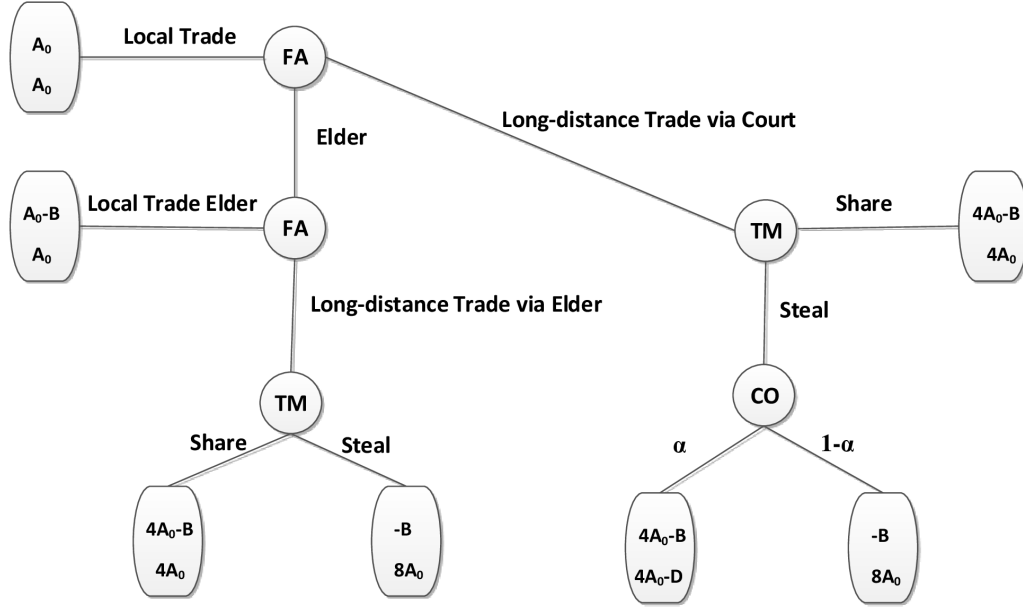 A₀
A₀
Local Trade
FA
Long-distance Trade via Court
Elder
A₀-B
A₀
Local Trade Elder
FA
TM
Share
4A₀-B
4A₀
Long-distance Trade via Elder
Steal
TM
CO
Share
Steal
α
1-α
4A₀-B
4A₀
-B
8A₀
4A₀-B
4A₀-D
-B
8A₀